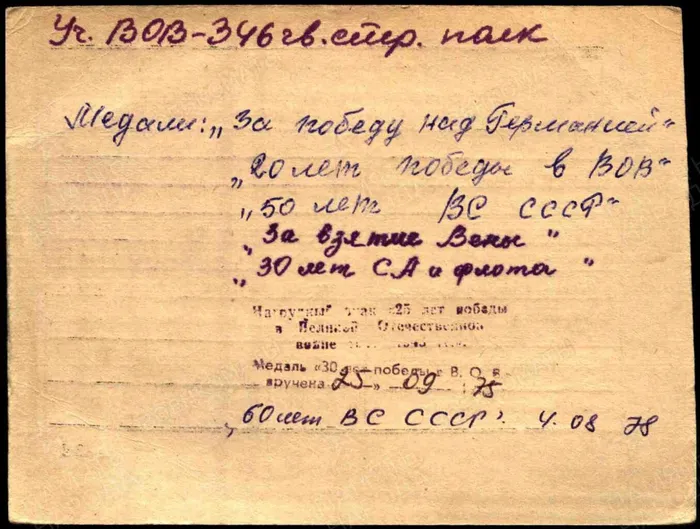 Уч. ВОВ-346 гв. стр. полк
Медали: „За победу над Германией"
„20 лет победы в ВОВ"
„50 лет ВС СССР"
„За взятие Вены"
„30 лет СА и флота"
Нагрудный знак «25 лет победы
в Великой Отечественной
войне
Медаль «30 лет победы в В. О. В.
вручена 25 » 09 75
„60 лет ВС СССР". 4. 08 78